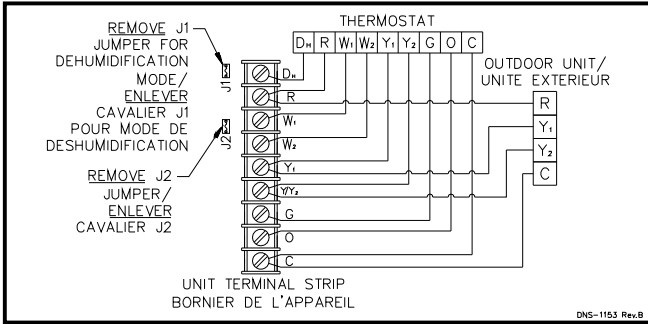 REMOVE J1
JUMPER FOR
DEHUMIDIFICATION
MODE/
ENLEVER
CAVALIER J1
POUR MODE DE
DESHUMIDIFICATION
REMOVE J2
JUMPER/
ENLEVER
CAVALIER J2
J1
J2
THERMOSTAT
DH R W1 W2 Y1 Y2 G O C
DH
R
W1
W2
Y1
Y/Y2
G
O
C
UNIT TERMINAL STRIP
BORNIER DE L'APPAREIL
OUTDOOR UNIT/
UNITE EXTERIEUR
R
Y1
Y2
C
DNS-1153 Rev.B